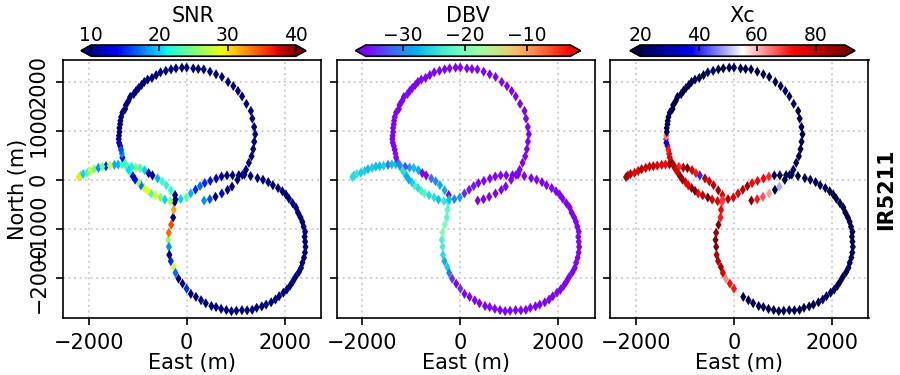 SNR
10 20 30 40
DBV
−30 −20 −10
Xc
20 40 60 80
North (m)
2000
1000
0
−1000
−2000
−2000 0 2000
East (m)
−2000 0 2000
East (m)
−2000 0 2000
East (m)
IR5211